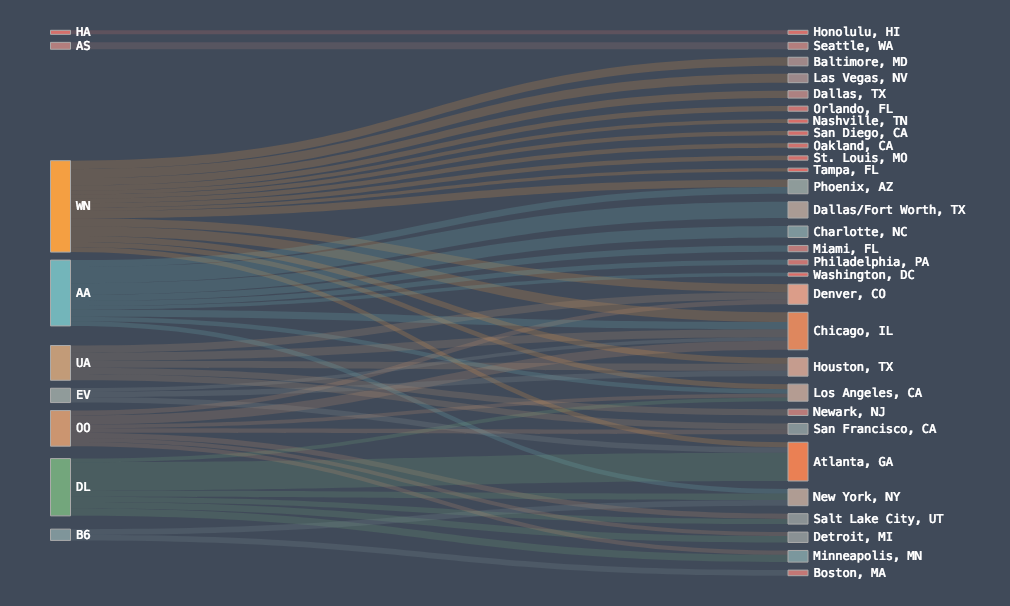 HA
AS
WN
AA
UA
EV
OO
DL
B6
Honolulu, HI
Seattle, WA
Baltimore, MD
Las Vegas, NV
Dallas, TX
Orlando, FL
Nashville, TN
San Diego, CA
Oakland, CA
St. Louis, MO
Tampa, FL
Phoenix, AZ
Dallas/Fort Worth, TX
Charlotte, NC
Miami, FL
Philadelphia, PA
Washington, DC
Denver, CO
Chicago, IL
Houston, TX
Los Angeles, CA
Newark, NJ
San Francisco, CA
Atlanta, GA
New York, NY
Salt Lake City, UT
Detroit, MI
Minneapolis, MN
Boston, MA